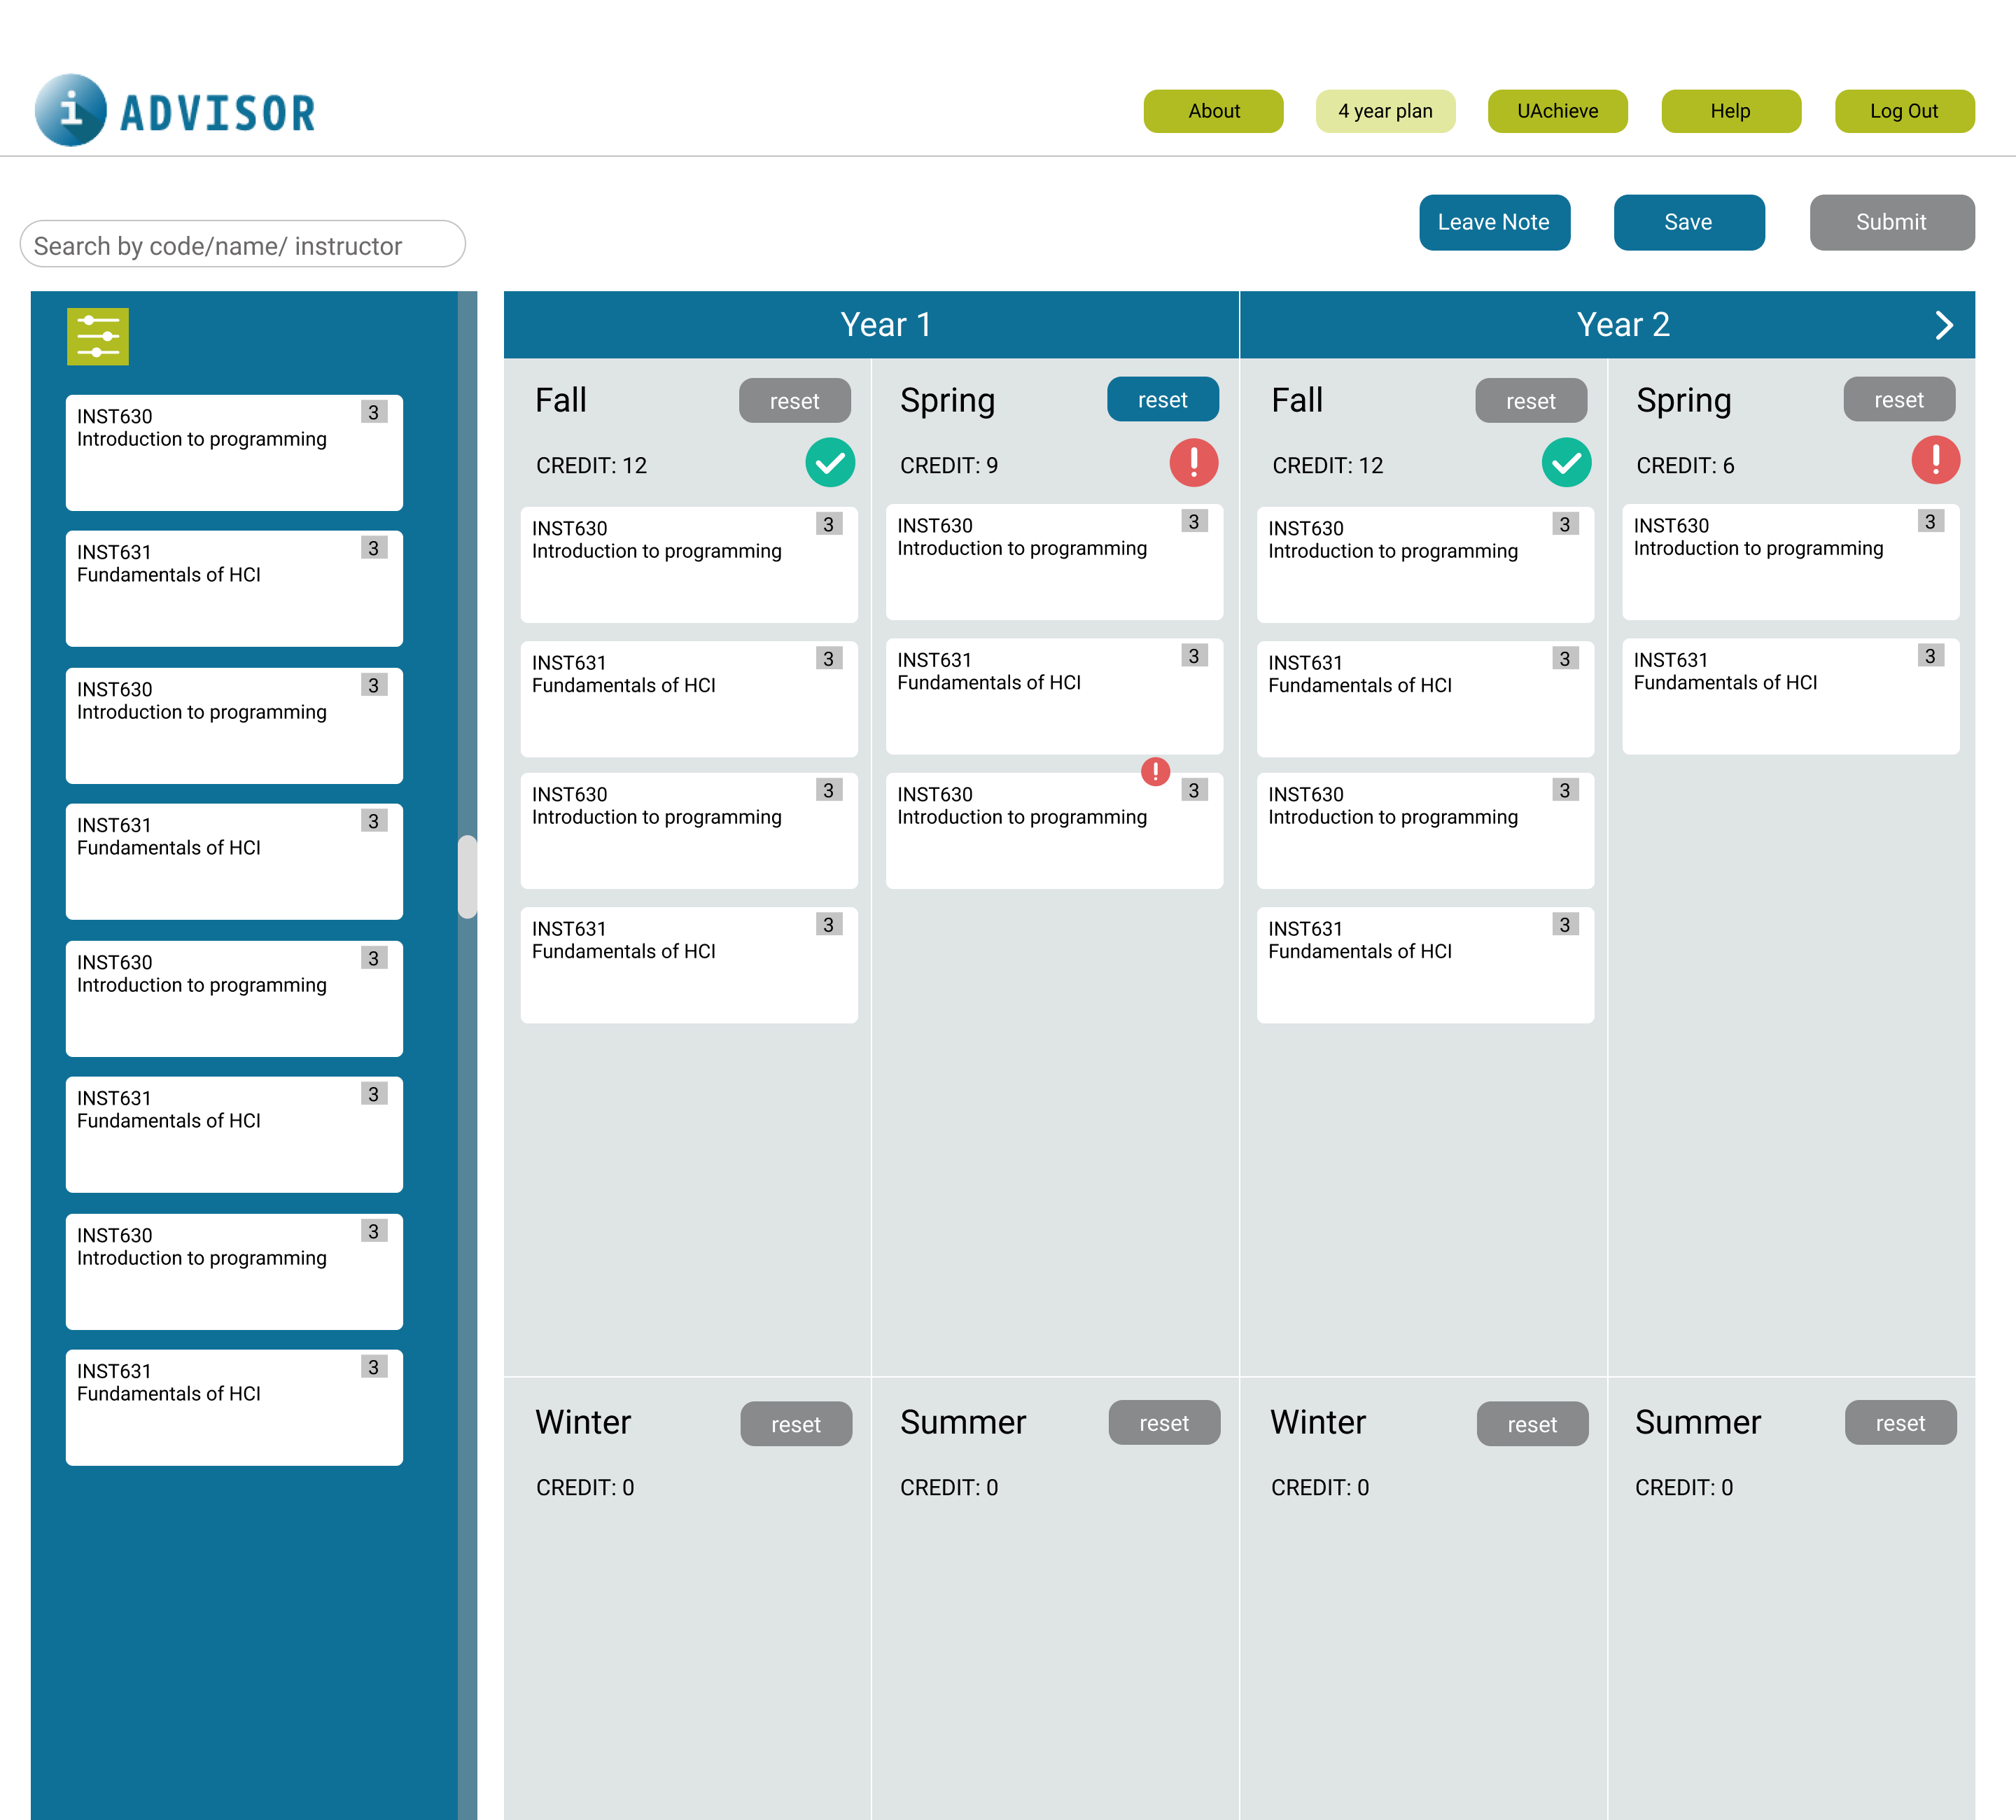 i ADVISOR
About
4 year plan
UAchieve
Help
Log Out
Leave Note
Save
Submit
Search by code/name/ instructor
INST630
3
Introduction to programming
INST631
3
Fundamentals of HCI
INST630
3
Introduction to programming
INST631
3
Fundamentals of HCI
INST630
3
Introduction to programming
INST631
3
Fundamentals of HCI
INST630
3
Introduction to programming
INST631
3
Fundamentals of HCI
Year 1
Year 2
Fall
reset
CREDIT: 12
INST630
3
Introduction to programming
INST631
3
Fundamentals of HCI
INST630
3
Introduction to programming
INST631
3
Fundamentals of HCI
Spring
reset
CREDIT: 9
!
INST630
3
Introduction to programming
INST631
3
Fundamentals of HCI
!
INST630
3
Introduction to programming
Fall
reset
CREDIT: 12
INST630
3
Introduction to programming
INST631
3
Fundamentals of HCI
INST630
3
Introduction to programming
INST631
3
Fundamentals of HCI
Spring
reset
CREDIT: 6
!
INST630
3
Introduction to programming
INST631
3
Fundamentals of HCI
Winter
reset
CREDIT: 0
Summer
reset
CREDIT: 0
Winter
reset
CREDIT: 0
Summer
reset
CREDIT: 0